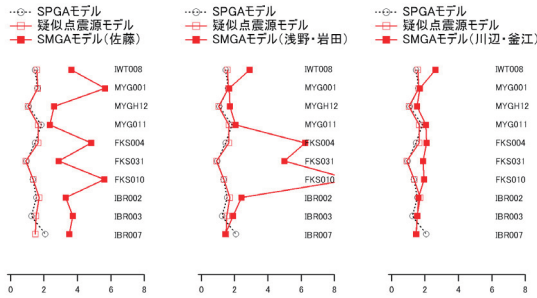 SPGAモデル
疑似点震源モデル
SMGAモデル(佐藤)
IWT008
MYG001
MYGH12
MYG011
FKS004
FKS031
FKS010
IBR002
IBR003
IBR007
0 2 4 6 8
SPGAモデル
疑似点震源モデル
SMGAモデル(浅野・岩田)
IWT008
MYG001
MYGH12
MYG011
FKS004
FKS031
FKS010
IBR002
IBR003
IBR007
0 2 4 6 8
SPGAモデル
疑似点震源モデル
SMGAモデル(川辺・釜江)
IWT008
MYG001
MYGH12
MYG011
FKS004
FKS031
FKS010
IBR002
IBR003
IBR007
0 2 4 6 8